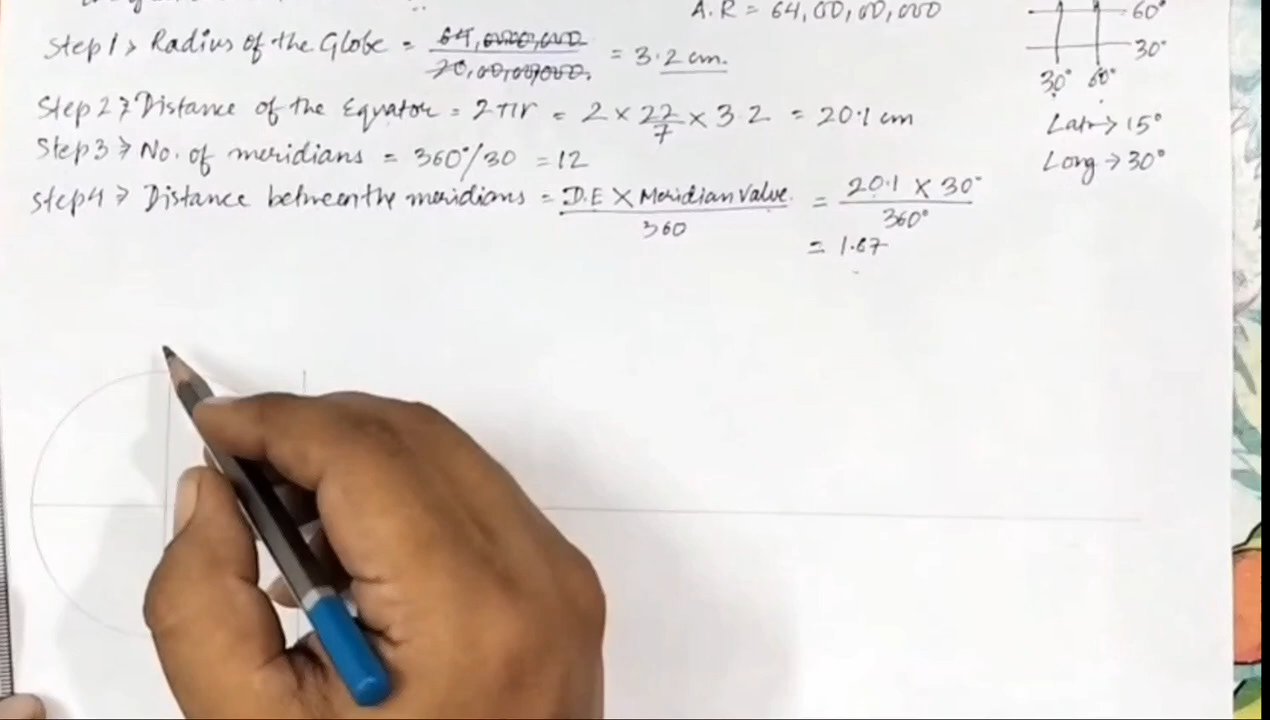 A.R = 64,00,00,000
Step 1 > Radius of the Globe = 64,0000,000 / 20,00,00,000. = 3.2 cm.
Step 2 > Distance of the Equator = 2πr = 2 × 22/7 × 3.2 = 20.1 cm
Step 3 > No. of meridians = 360°/30 = 12
Step 4 > Distance between the meridians = D.E × Meridian Value / 360 = 20.1 × 30° / 360°
= 1.67
60°
30°
30° 60°
Lat → 15°
Long → 30°